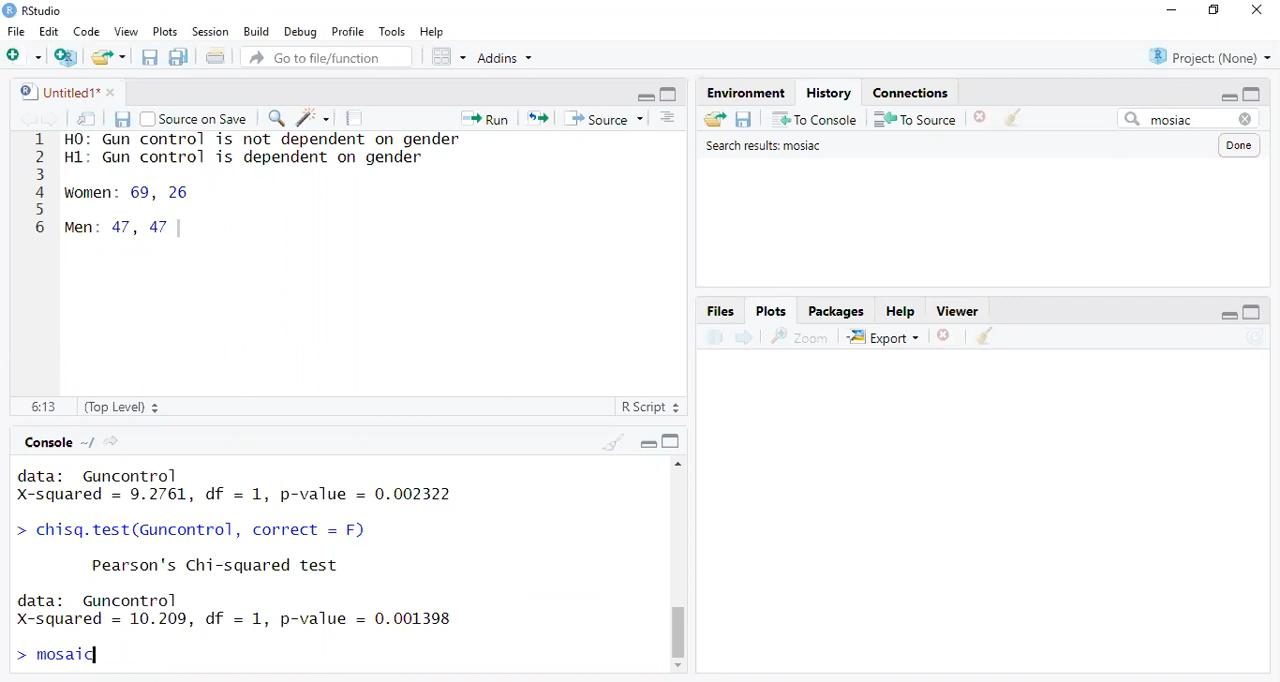 RStudio
File Edit Code View Plots Session Build Debug Profile Tools Help
Go to file/function Addins Project: (None)
Untitled1*
Source on Save Run Source
1 H0: Gun control is not dependent on gender
2 H1: Gun control is dependent on gender
3
4 Women: 69, 26
5
6 Men: 47, 47
6:13 (Top Level) R Script
Console ~/
data: Guncontrol
X-squared = 9.2761, df = 1, p-value = 0.002322
> chisq.test(Guncontrol, correct = F)
Pearson's Chi-squared test
data: Guncontrol
X-squared = 10.209, df = 1, p-value = 0.001398
> mosaic
Environment History Connections
To Console To Source mosiac
Search results: mosiac Done
Files Plots Packages Help Viewer
Zoom Export